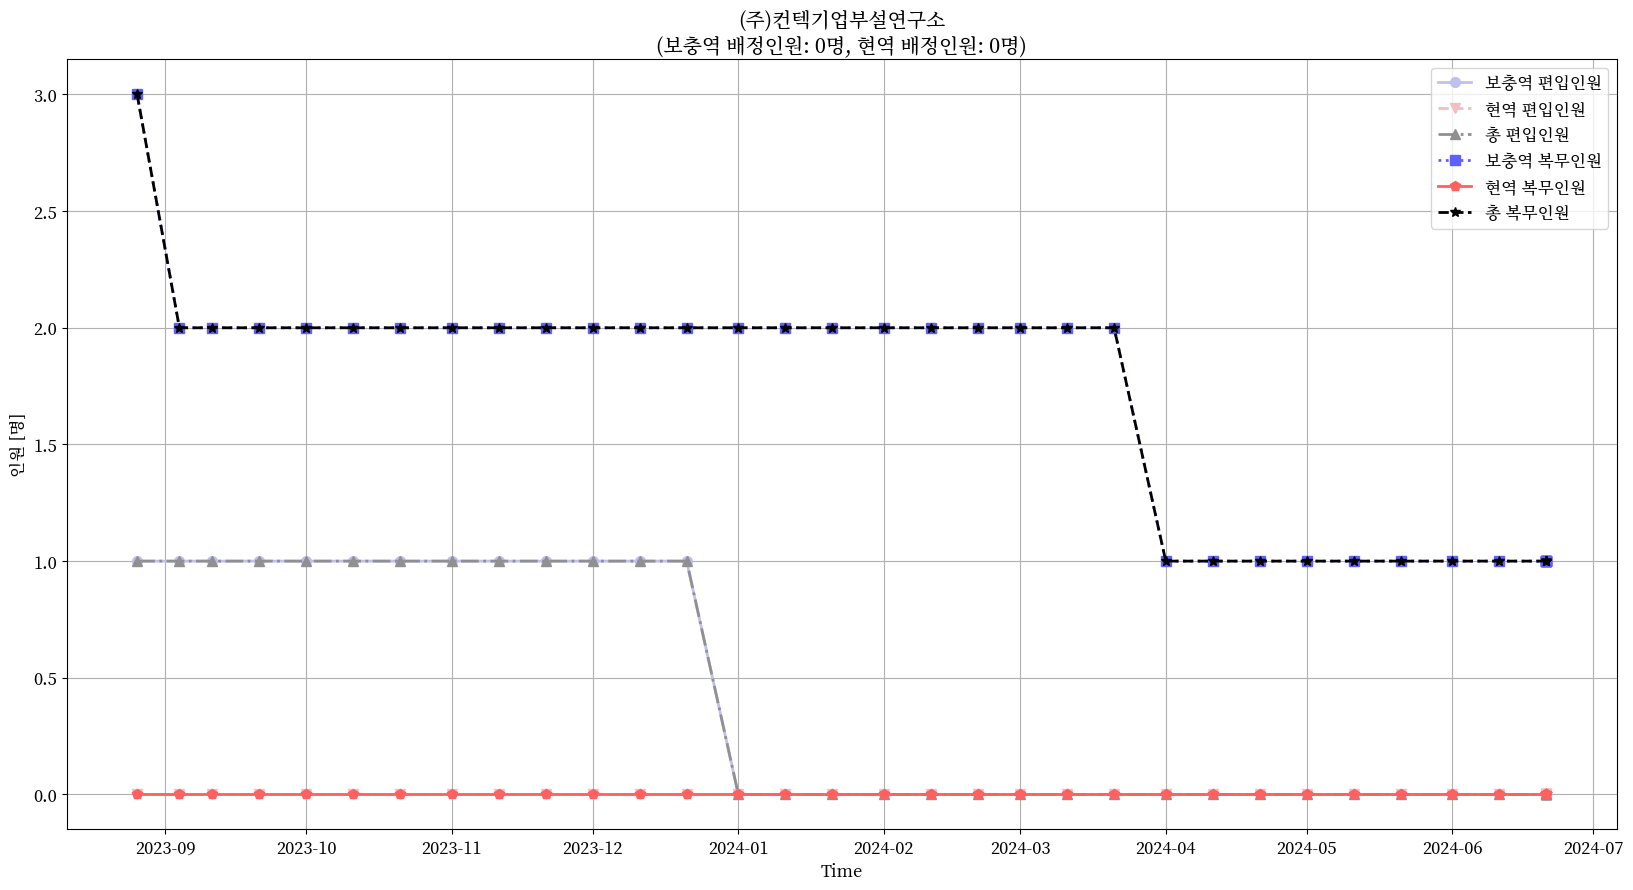 (주)컨텍기업부설연구소
(보충역 배정인원: 0명, 현역 배정인원: 0명)
보충역 편입인원
현역 편입인원
총 편입인원
보충역 복무인원
현역 복무인원
총 복무인원
인원 [명]
3.0
2.5
2.0
1.5
1.0
0.5
0.0
2023-09 2023-10 2023-11 2023-12 2024-01 2024-02 2024-03 2024-04 2024-05 2024-06 2024-07
Time